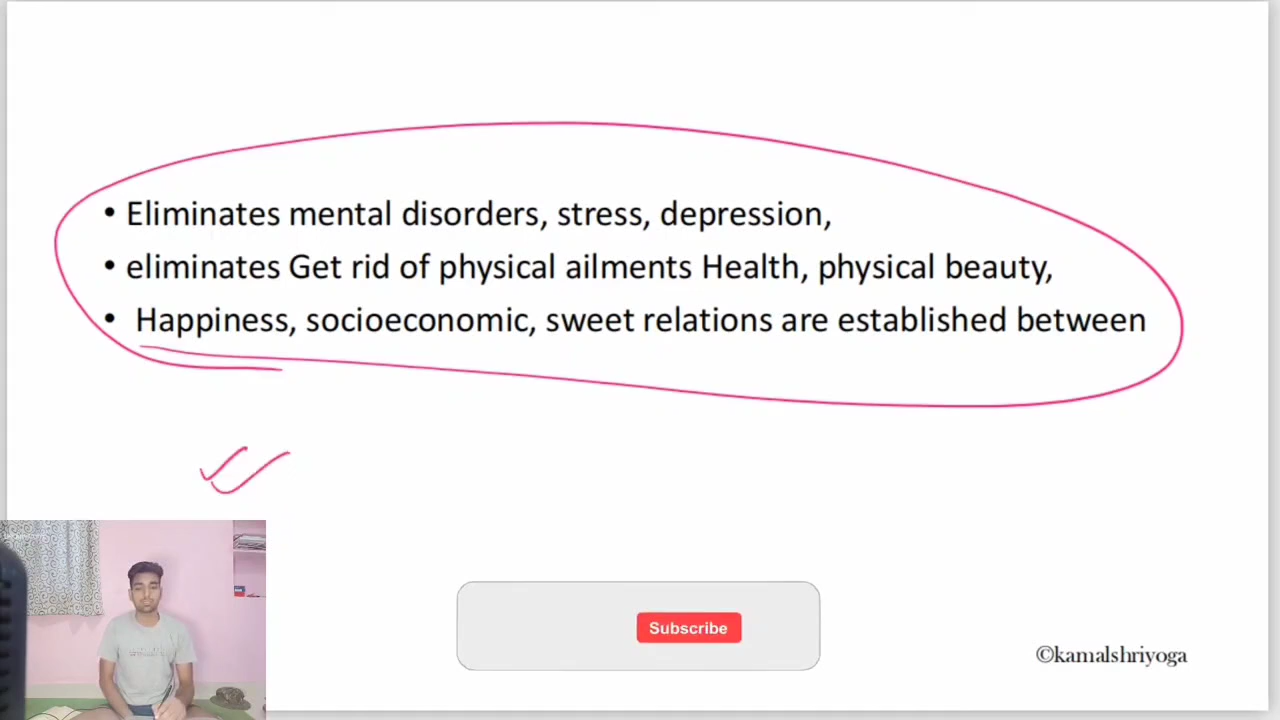 • Eliminates mental disorders, stress, depression,
• eliminates Get rid of physical ailments Health, physical beauty,
• Happiness, socioeconomic, sweet relations are established between
Subscribe
©kamalshriyoga